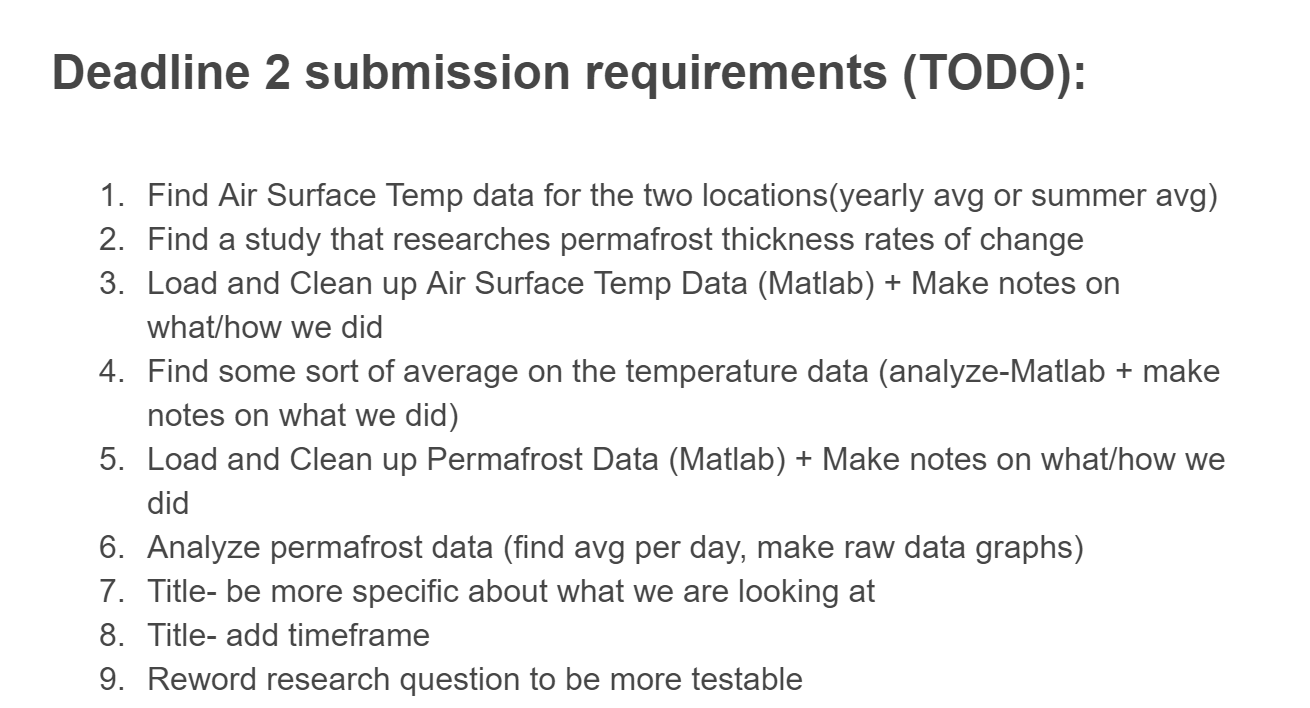 Deadline 2 submission requirements (TODO):
1. Find Air Surface Temp data for the two locations(yearly avg or summer avg)
2. Find a study that researches permafrost thickness rates of change
3. Load and Clean up Air Surface Temp Data (Matlab) + Make notes on
what/how we did
4. Find some sort of average on the temperature data (analyze-Matlab + make
notes on what we did)
5. Load and Clean up Permafrost Data (Matlab) + Make notes on what/how we
did
6. Analyze permafrost data (find avg per day, make raw data graphs)
7. Title- be more specific about what we are looking at
8. Title- add timeframe
9. Reword research question to be more testable